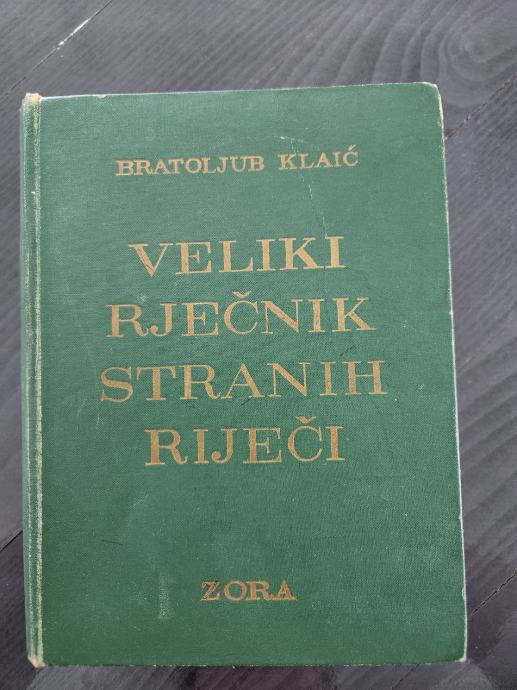 BRATOLJUB KLAIĆ
VELIKI
RJEČNIK
STRANIH
RIJEČI
ZORA